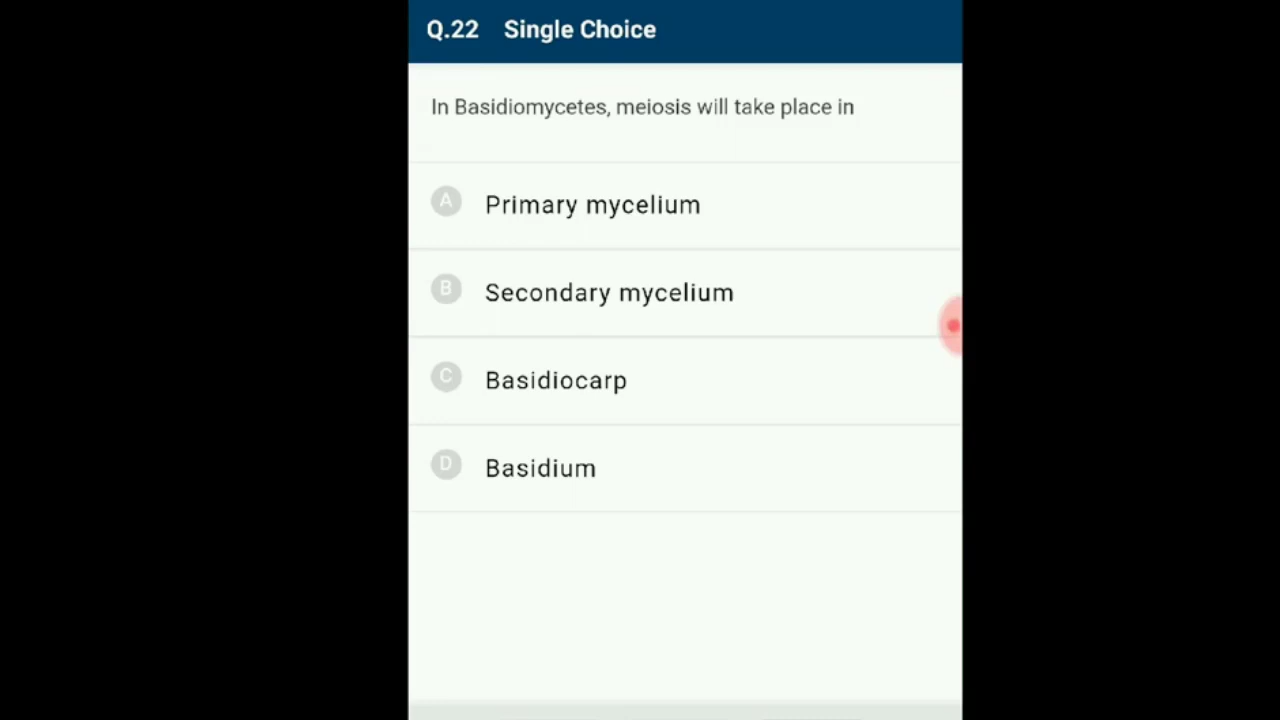 Q.22 Single Choice
In Basidiomycetes, meiosis will take place in
A Primary mycelium
B Secondary mycelium
C Basidiocarp
D Basidium